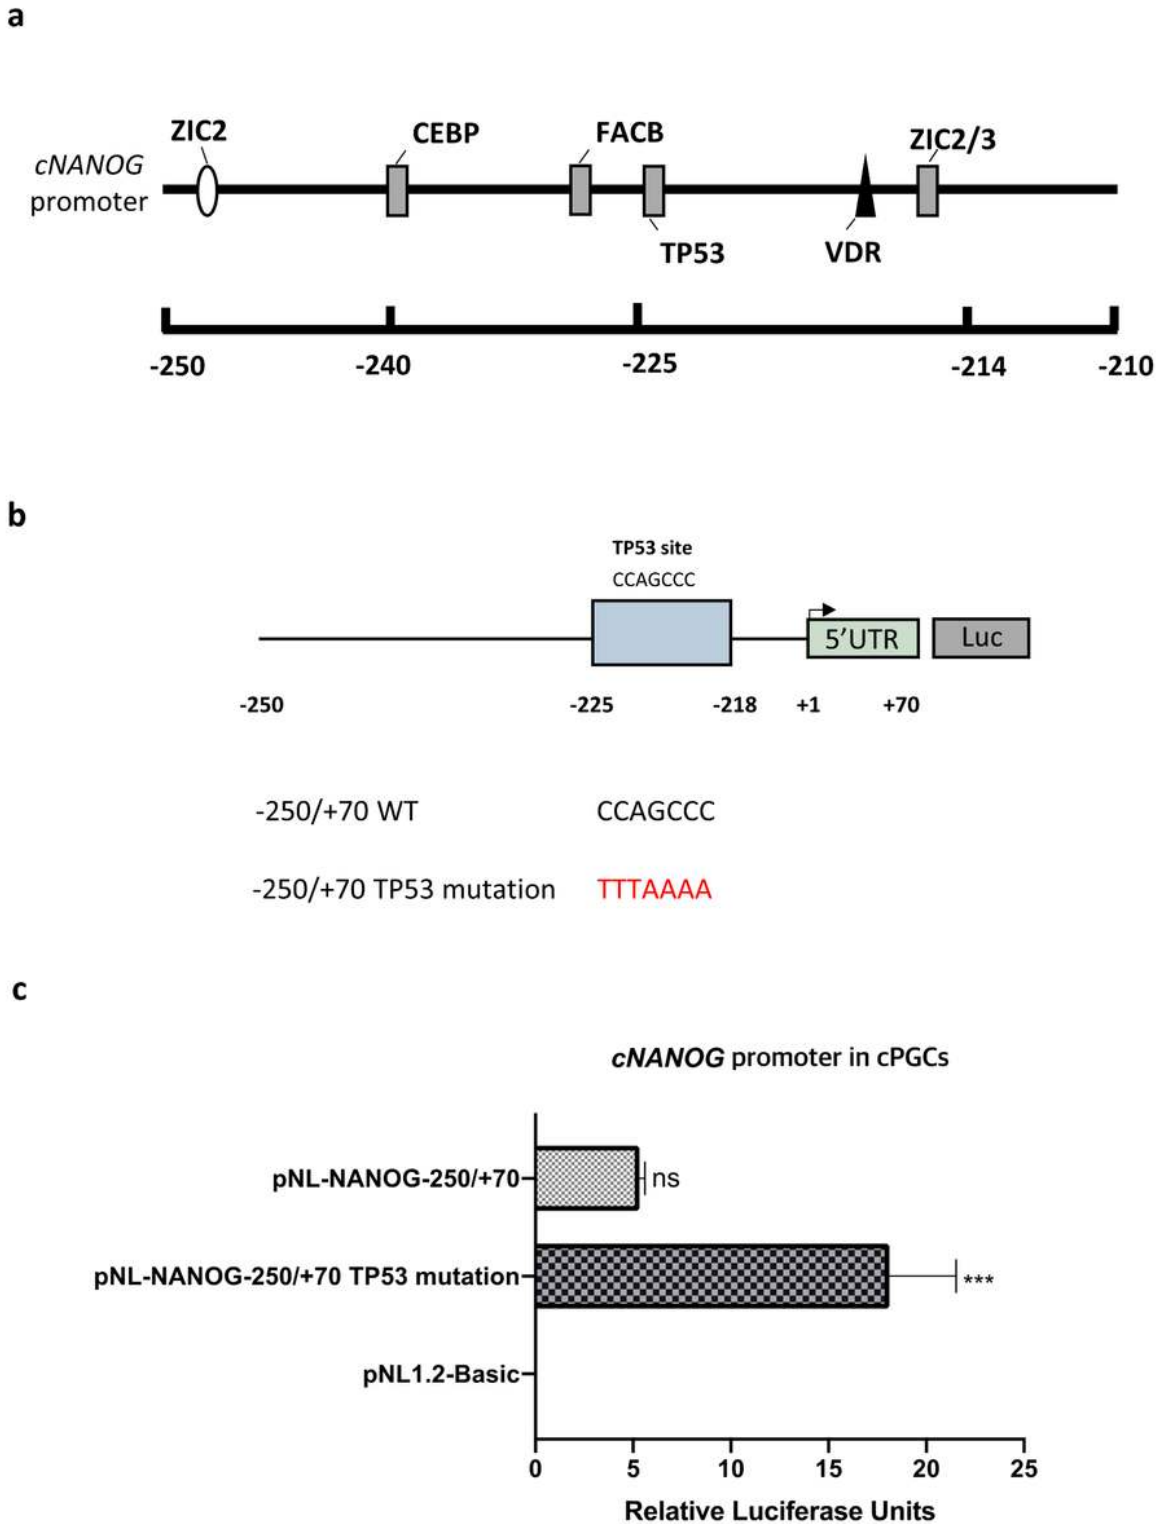 a
ZIC2
CEBP
FACB
ZIC2/3
cNANOG
promoter
TP53
VDR
-250 -240 -225 -214 -210
b
TP53 site
CCAGCCC
5’UTR Luc
-250 -225 -218 +1 +70
-250/+70 WT CCAGCCC
-250/+70 TP53 mutation TTTAAAA
c
cNANOG promoter in cPGCs
pNL-NANOG-250/+70 ns
pNL-NANOG-250/+70 TP53 mutation ***
pNL1.2-Basic
0 5 10 15 20 25
Relative Luciferase Units